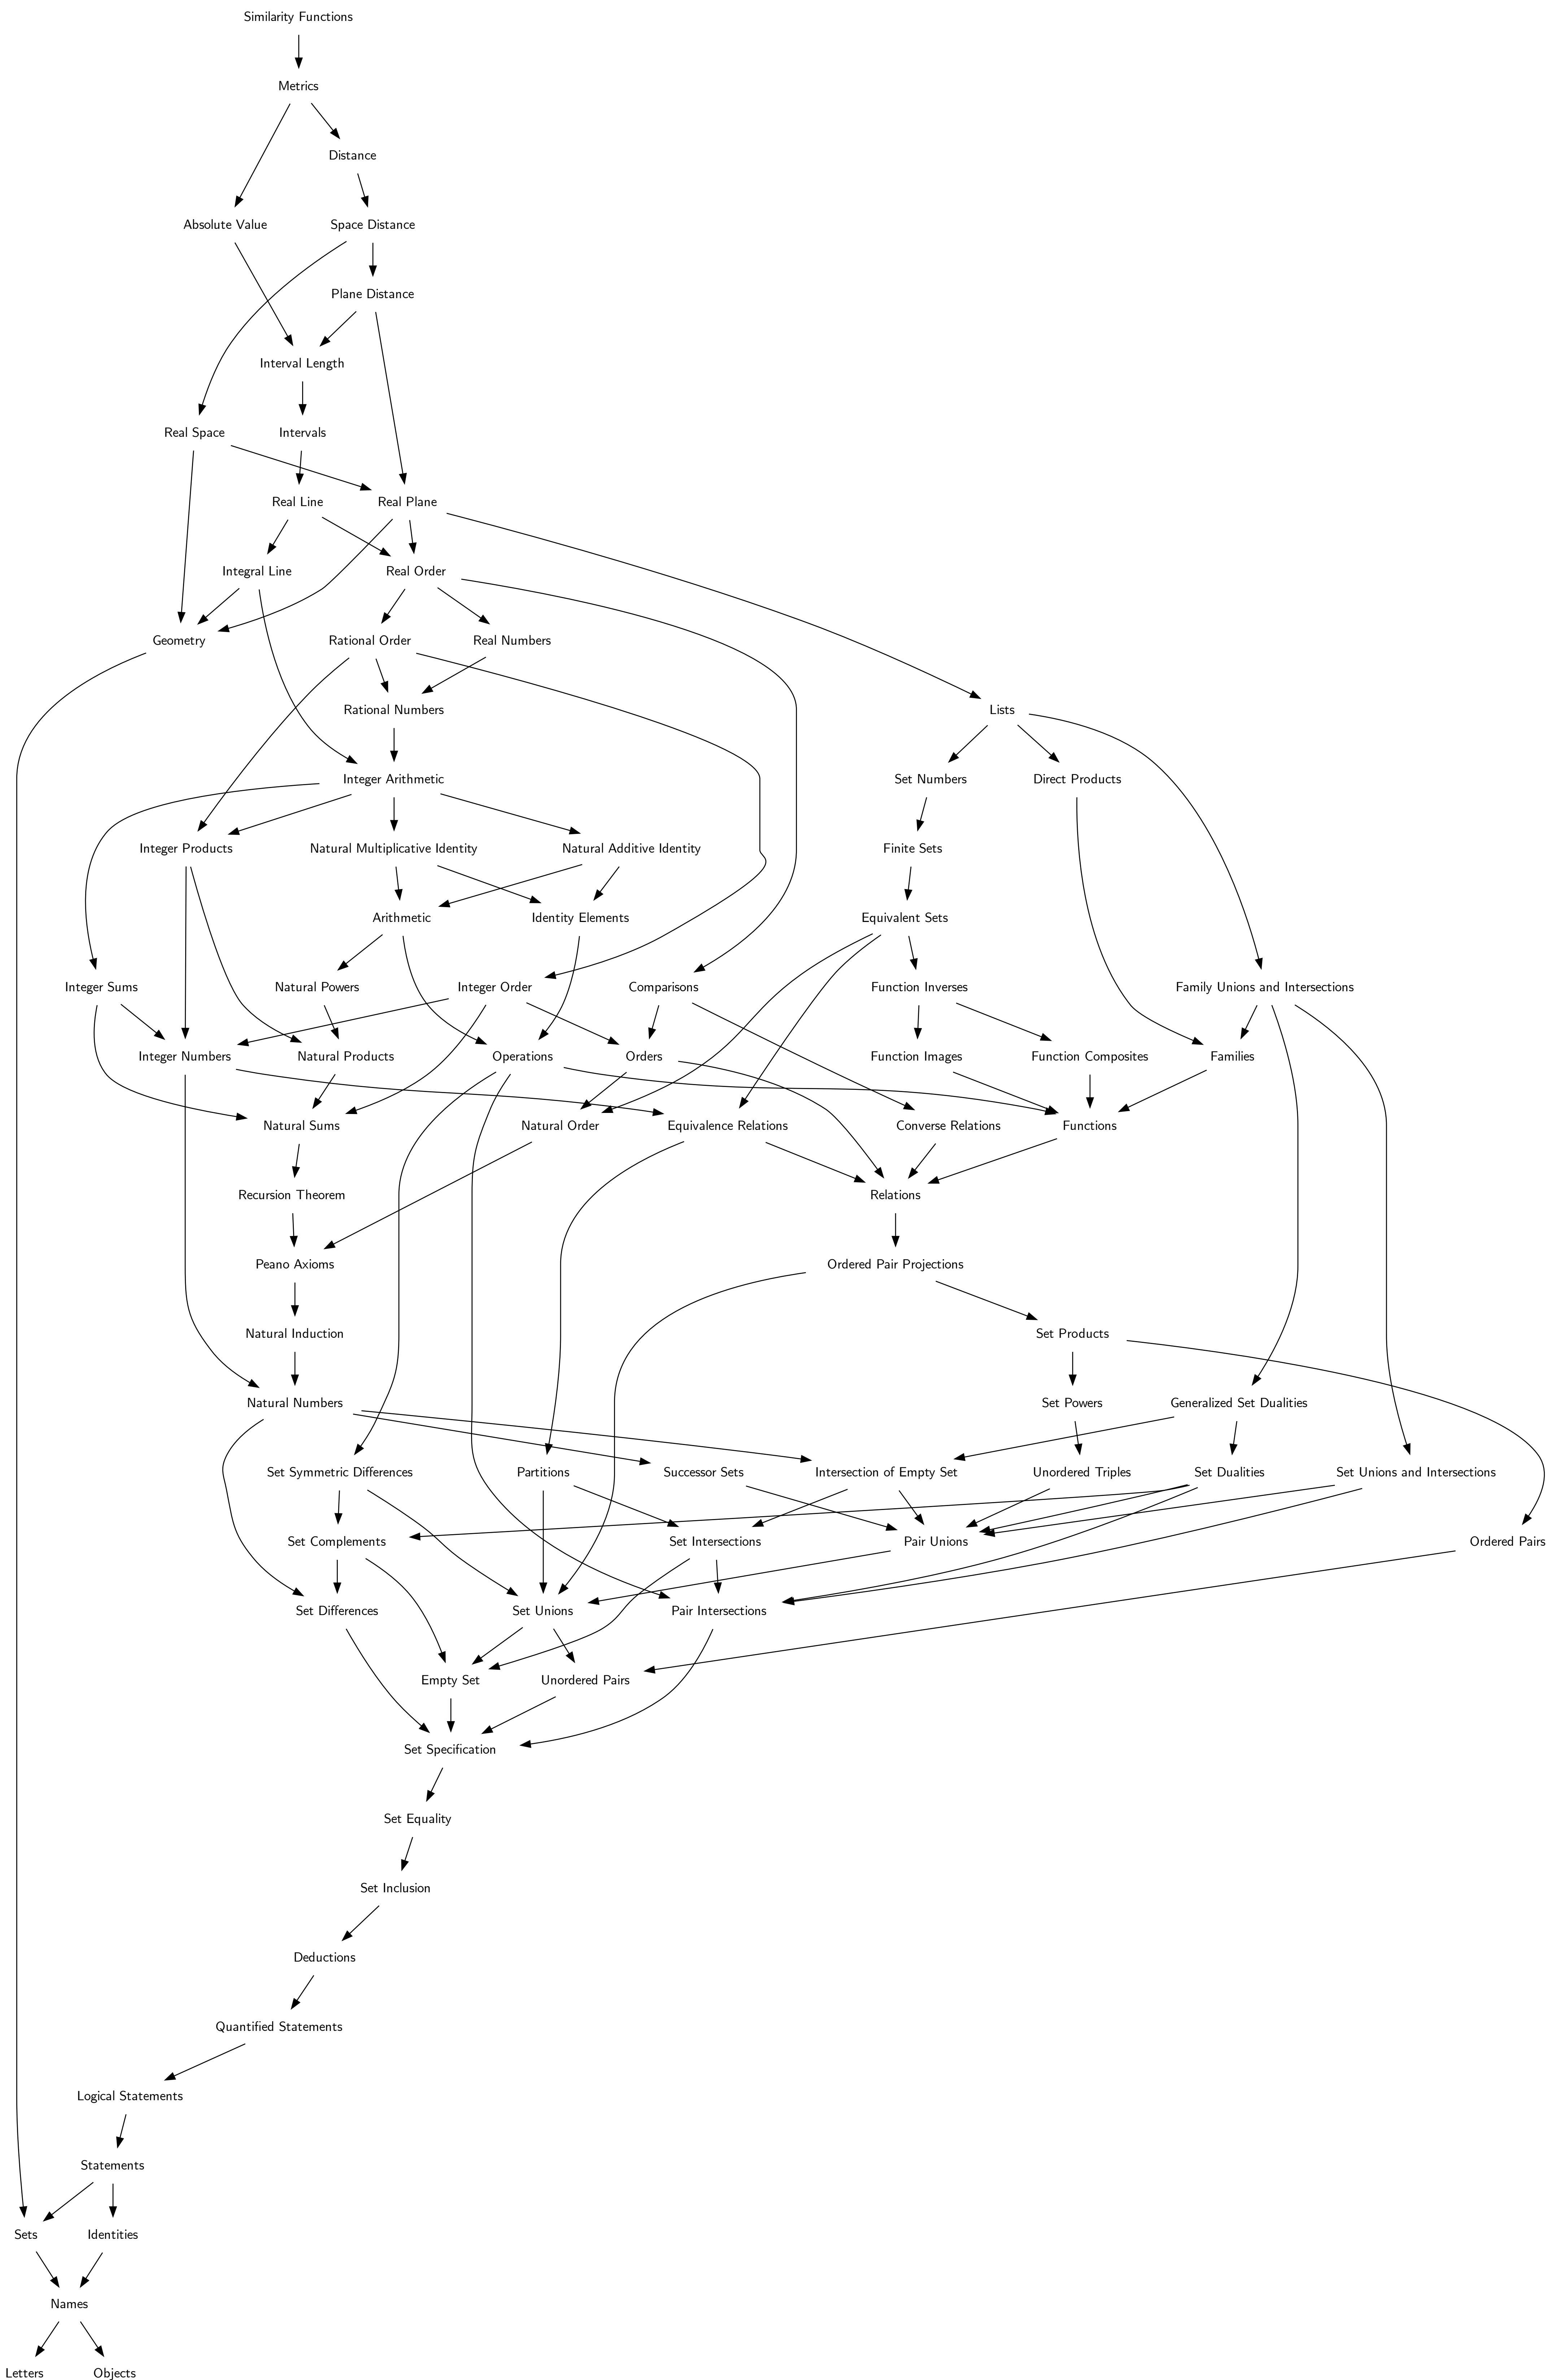 Similarity Functions
Metrics
Distance
Absolute Value
Space Distance
Plane Distance
Interval Length
Real Space
Intervals
Real Line
Real Plane
Integral Line
Real Order
Geometry
Rational Order
Real Numbers
Rational Numbers
Lists
Integer Arithmetic
Set Numbers
Direct Products
Integer Products
Natural Multiplicative Identity
Natural Additive Identity
Finite Sets
Arithmetic
Identity Elements
Equivalent Sets
Integer Sums
Natural Powers
Integer Order
Comparisons
Function Inverses
Family Unions and Intersections
Integer Numbers
Natural Products
Operations
Orders
Function Images
Function Composites
Families
Natural Sums
Natural Order
Equivalence Relations
Converse Relations
Functions
Recursion Theorem
Relations
Peano Axioms
Ordered Pair Projections
Natural Induction
Set Products
Natural Numbers
Set Powers
Generalized Set Dualities
Set Symmetric Differences
Partitions
Successor Sets
Intersection of Empty Set
Unordered Triples
Set Dualities
Set Unions and Intersections
Set Complements
Set Intersections
Pair Unions
Ordered Pairs
Set Differences
Set Unions
Pair Intersections
Empty Set
Unordered Pairs
Set Specification
Set Equality
Set Inclusion
Deductions
Quantified Statements
Logical Statements
Statements
Sets
Identities
Names
Letters
Objects